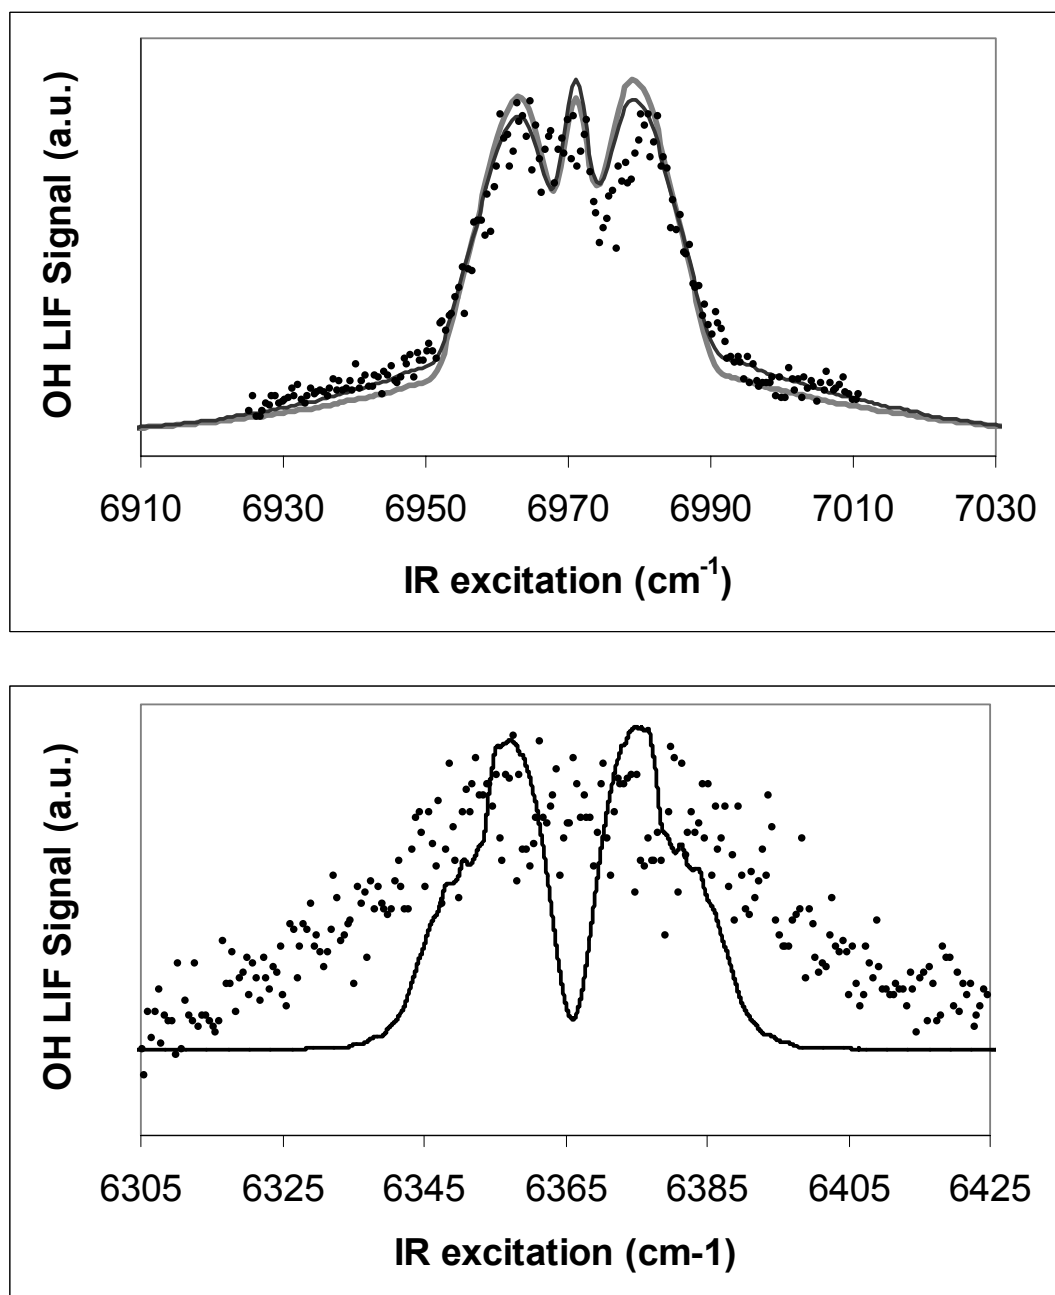 OH LIF Signal (a.u.)
6910 6930 6950 6970 6990 7010 7030
IR excitation (cm-1)
OH LIF Signal (a.u.)
6305 6325 6345 6365 6385 6405 6425
IR excitation (cm-1)